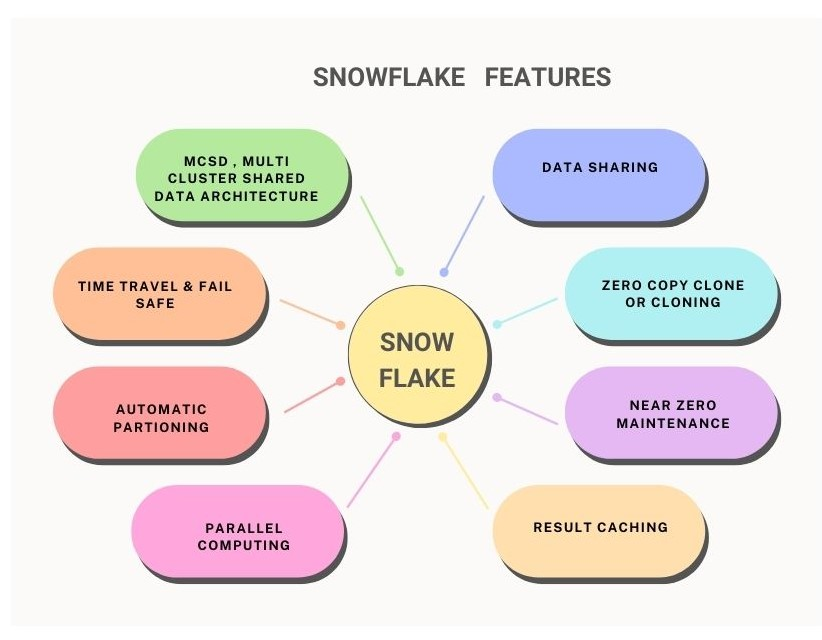 SNOWFLAKE FEATURES
MCSD , MULTI
CLUSTER SHARED
DATA ARCHITECTURE
DATA SHARING
TIME TRAVEL & FAIL
SAFE
ZERO COPY CLONE
OR CLONING
SNOW
FLAKE
AUTOMATIC
PARTIONING
NEAR ZERO
MAINTENANCE
PARALLEL
COMPUTING
RESULT CACHING